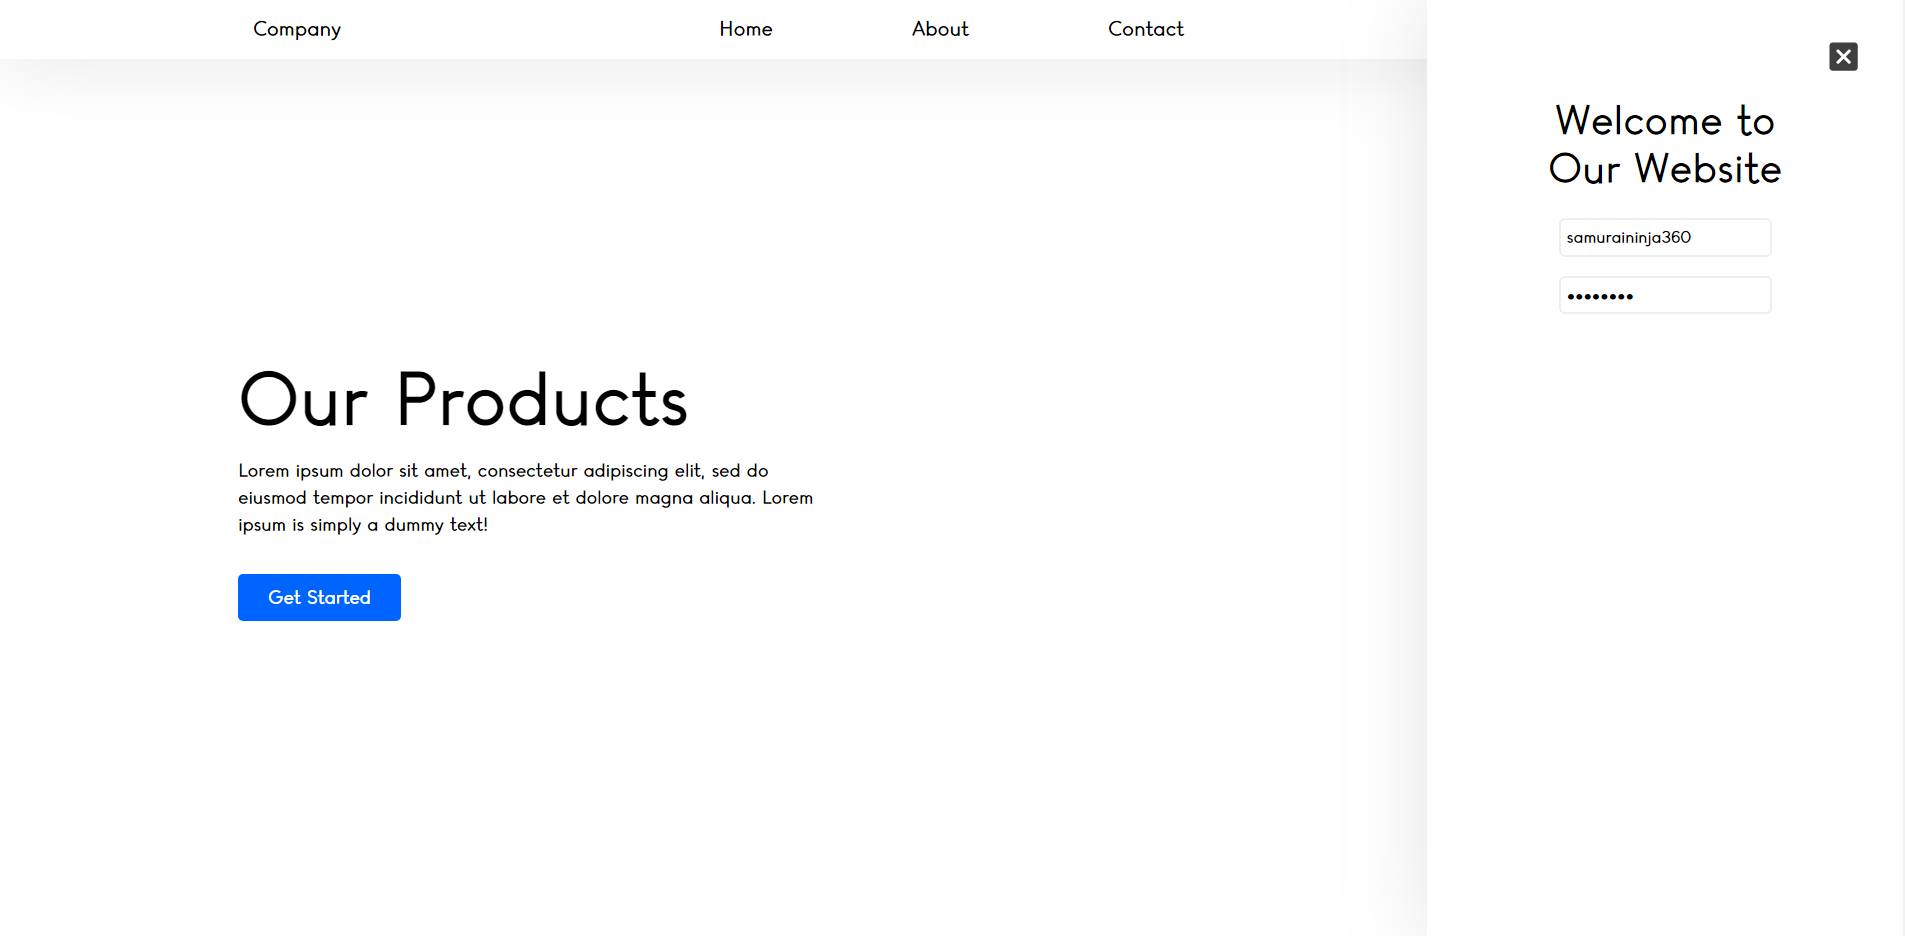 Company
Home
About
Contact
Our Products
Lorem ipsum dolor sit amet, consectetur adipiscing elit, sed do
eiusmod tempor incididunt ut labore et dolore magna aliqua. Lorem
ipsum is simply a dummy text!
Get Started
Welcome to
Our Website
samuraininja360
••••••••